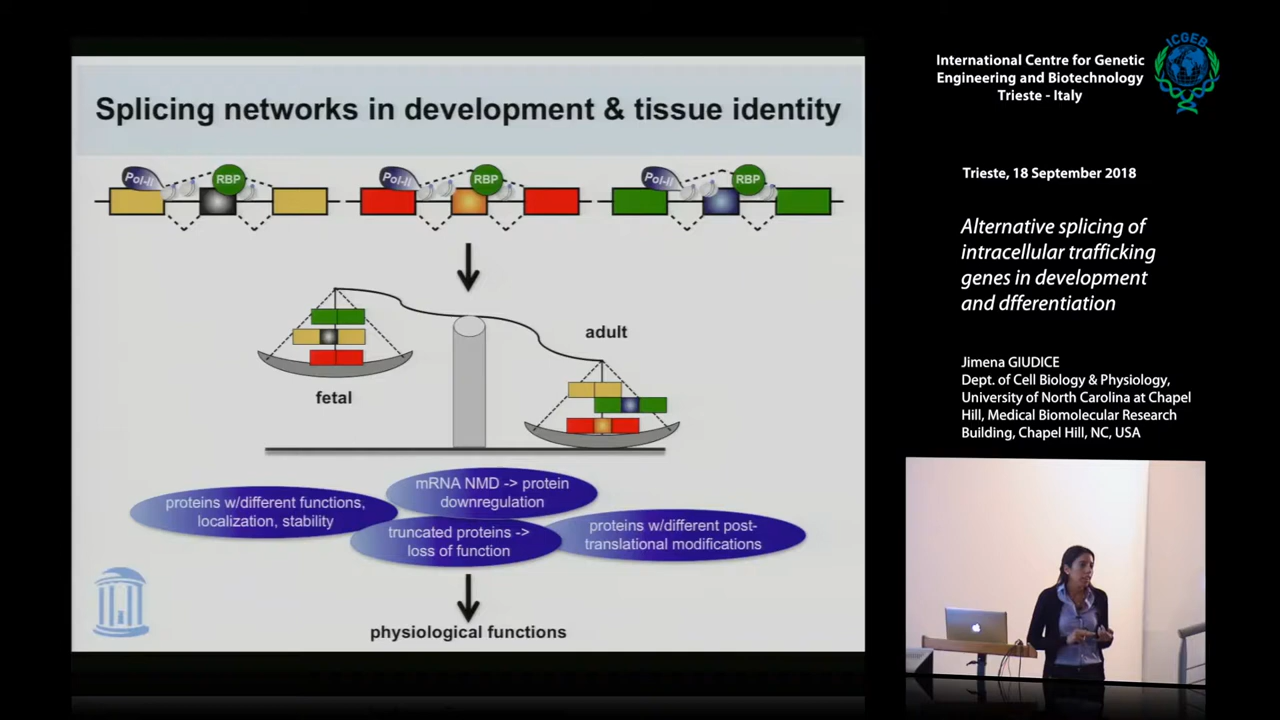 Splicing networks in development & tissue identity
Pol-II
RBP
Pol-II
RBP
Pol-II
RBP
fetal
adult
mRNA NMD -> protein
downregulation
proteins w/different functions,
localization, stability
truncated proteins ->
loss of function
proteins w/different post-
translational modifications
physiological functions
International Centre for Genetic
Engineering and Biotechnology
Trieste - Italy
ICGEB
Trieste, 18 September 2018
Alternative splicing of
intracellular trafficking
genes in development
and dfferentiation
Jimena GIUDICE
Dept. of Cell Biology & Physiology,
University of North Carolina at Chapel
Hill, Medical Biomolecular Research
Building, Chapel Hill, NC, USA